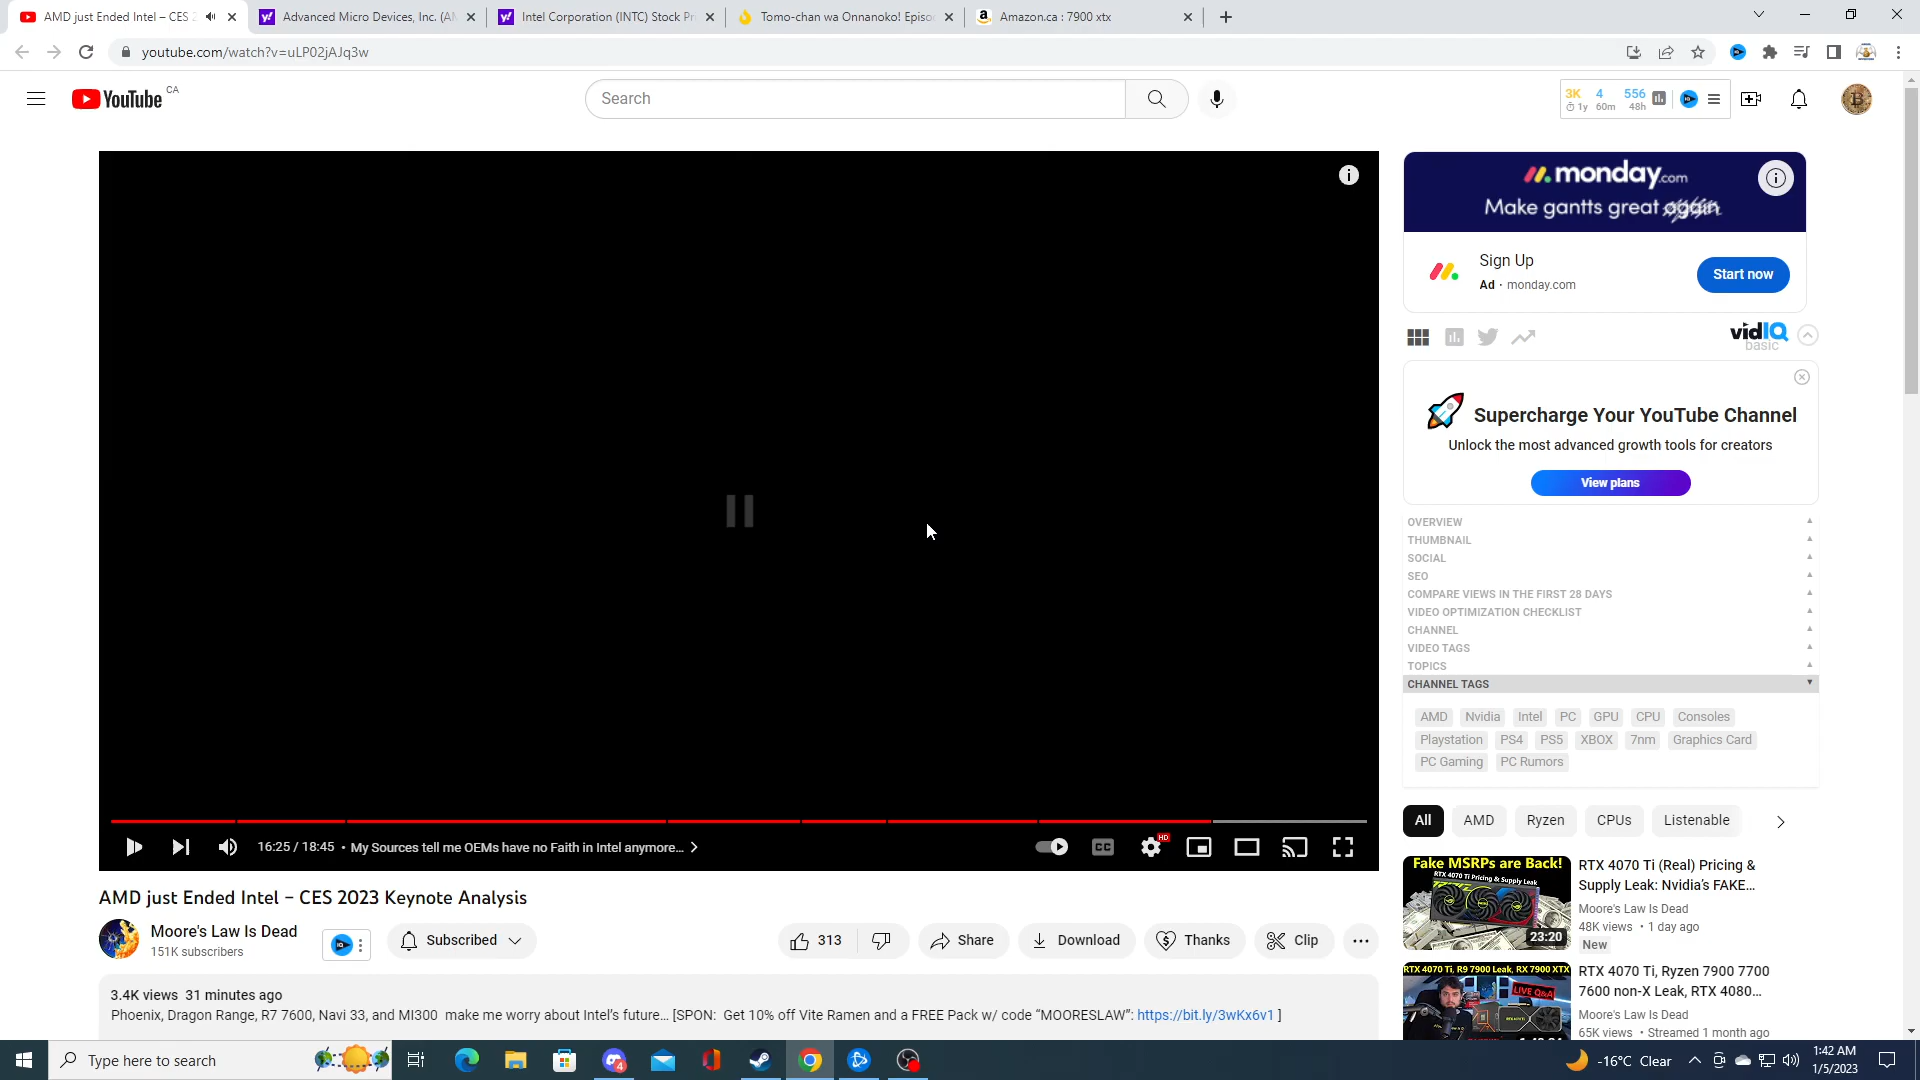 AMD just Ended Intel – CES 2
Advanced Micro Devices, Inc. (AM
Intel Corporation (INTC) Stock Pr
Tomo-chan wa Onnanoko! Episo
Amazon.ca : 7900 xtx
youtube.com/watch?v=uLP02jAJq3w
YouTube CA
Search
3K 4 556
1y 60m 48h
monday.com
Make gantts great again
Sign Up
Ad · monday.com
Start now
vidIQ
basic
Supercharge Your YouTube Channel
Unlock the most advanced growth tools for creators
View plans
OVERVIEW
THUMBNAIL
SOCIAL
SEO
COMPARE VIEWS IN THE FIRST 28 DAYS
VIDEO OPTIMIZATION CHECKLIST
CHANNEL
VIDEO TAGS
TOPICS
CHANNEL TAGS
AMD Nvidia Intel PC GPU CPU Consoles
Playstation PS4 PS5 XBOX 7nm Graphics Card
PC Gaming PC Rumors
All AMD Ryzen CPUs Listenable
16:25 / 18:45 • My Sources tell me OEMs have no Faith in Intel anymore...
CC
HD
AMD just Ended Intel – CES 2023 Keynote Analysis
Moore's Law Is Dead
151K subscribers
Subscribed
313
Share
Download
Thanks
Clip
3.4K views 31 minutes ago
Phoenix, Dragon Range, R7 7600, Navi 33, and MI300 make me worry about Intel's future... [SPON: Get 10% off Vite Ramen and a FREE Pack w/ code “MOORESLAW”: https://bit.ly/3wKx6v1 ]
Fake MSRPs are Back!
RTX 4070 Ti Pricing & Supply Leak
23:20
RTX 4070 Ti (Real) Pricing &
Supply Leak: Nvidia's FAKE...
Moore's Law Is Dead
48K views • 1 day ago
New
RTX 4070 Ti, R9 7900 Leak, RX 7900 XTX
LIVE Q&A
RTX 4070 Ti, Ryzen 7900 7700
7600 non-X Leak, RTX 4080...
Moore's Law Is Dead
65K views • Streamed 1 month ago
Type here to search
4
-16°C Clear
1:42 AM
1/5/2023